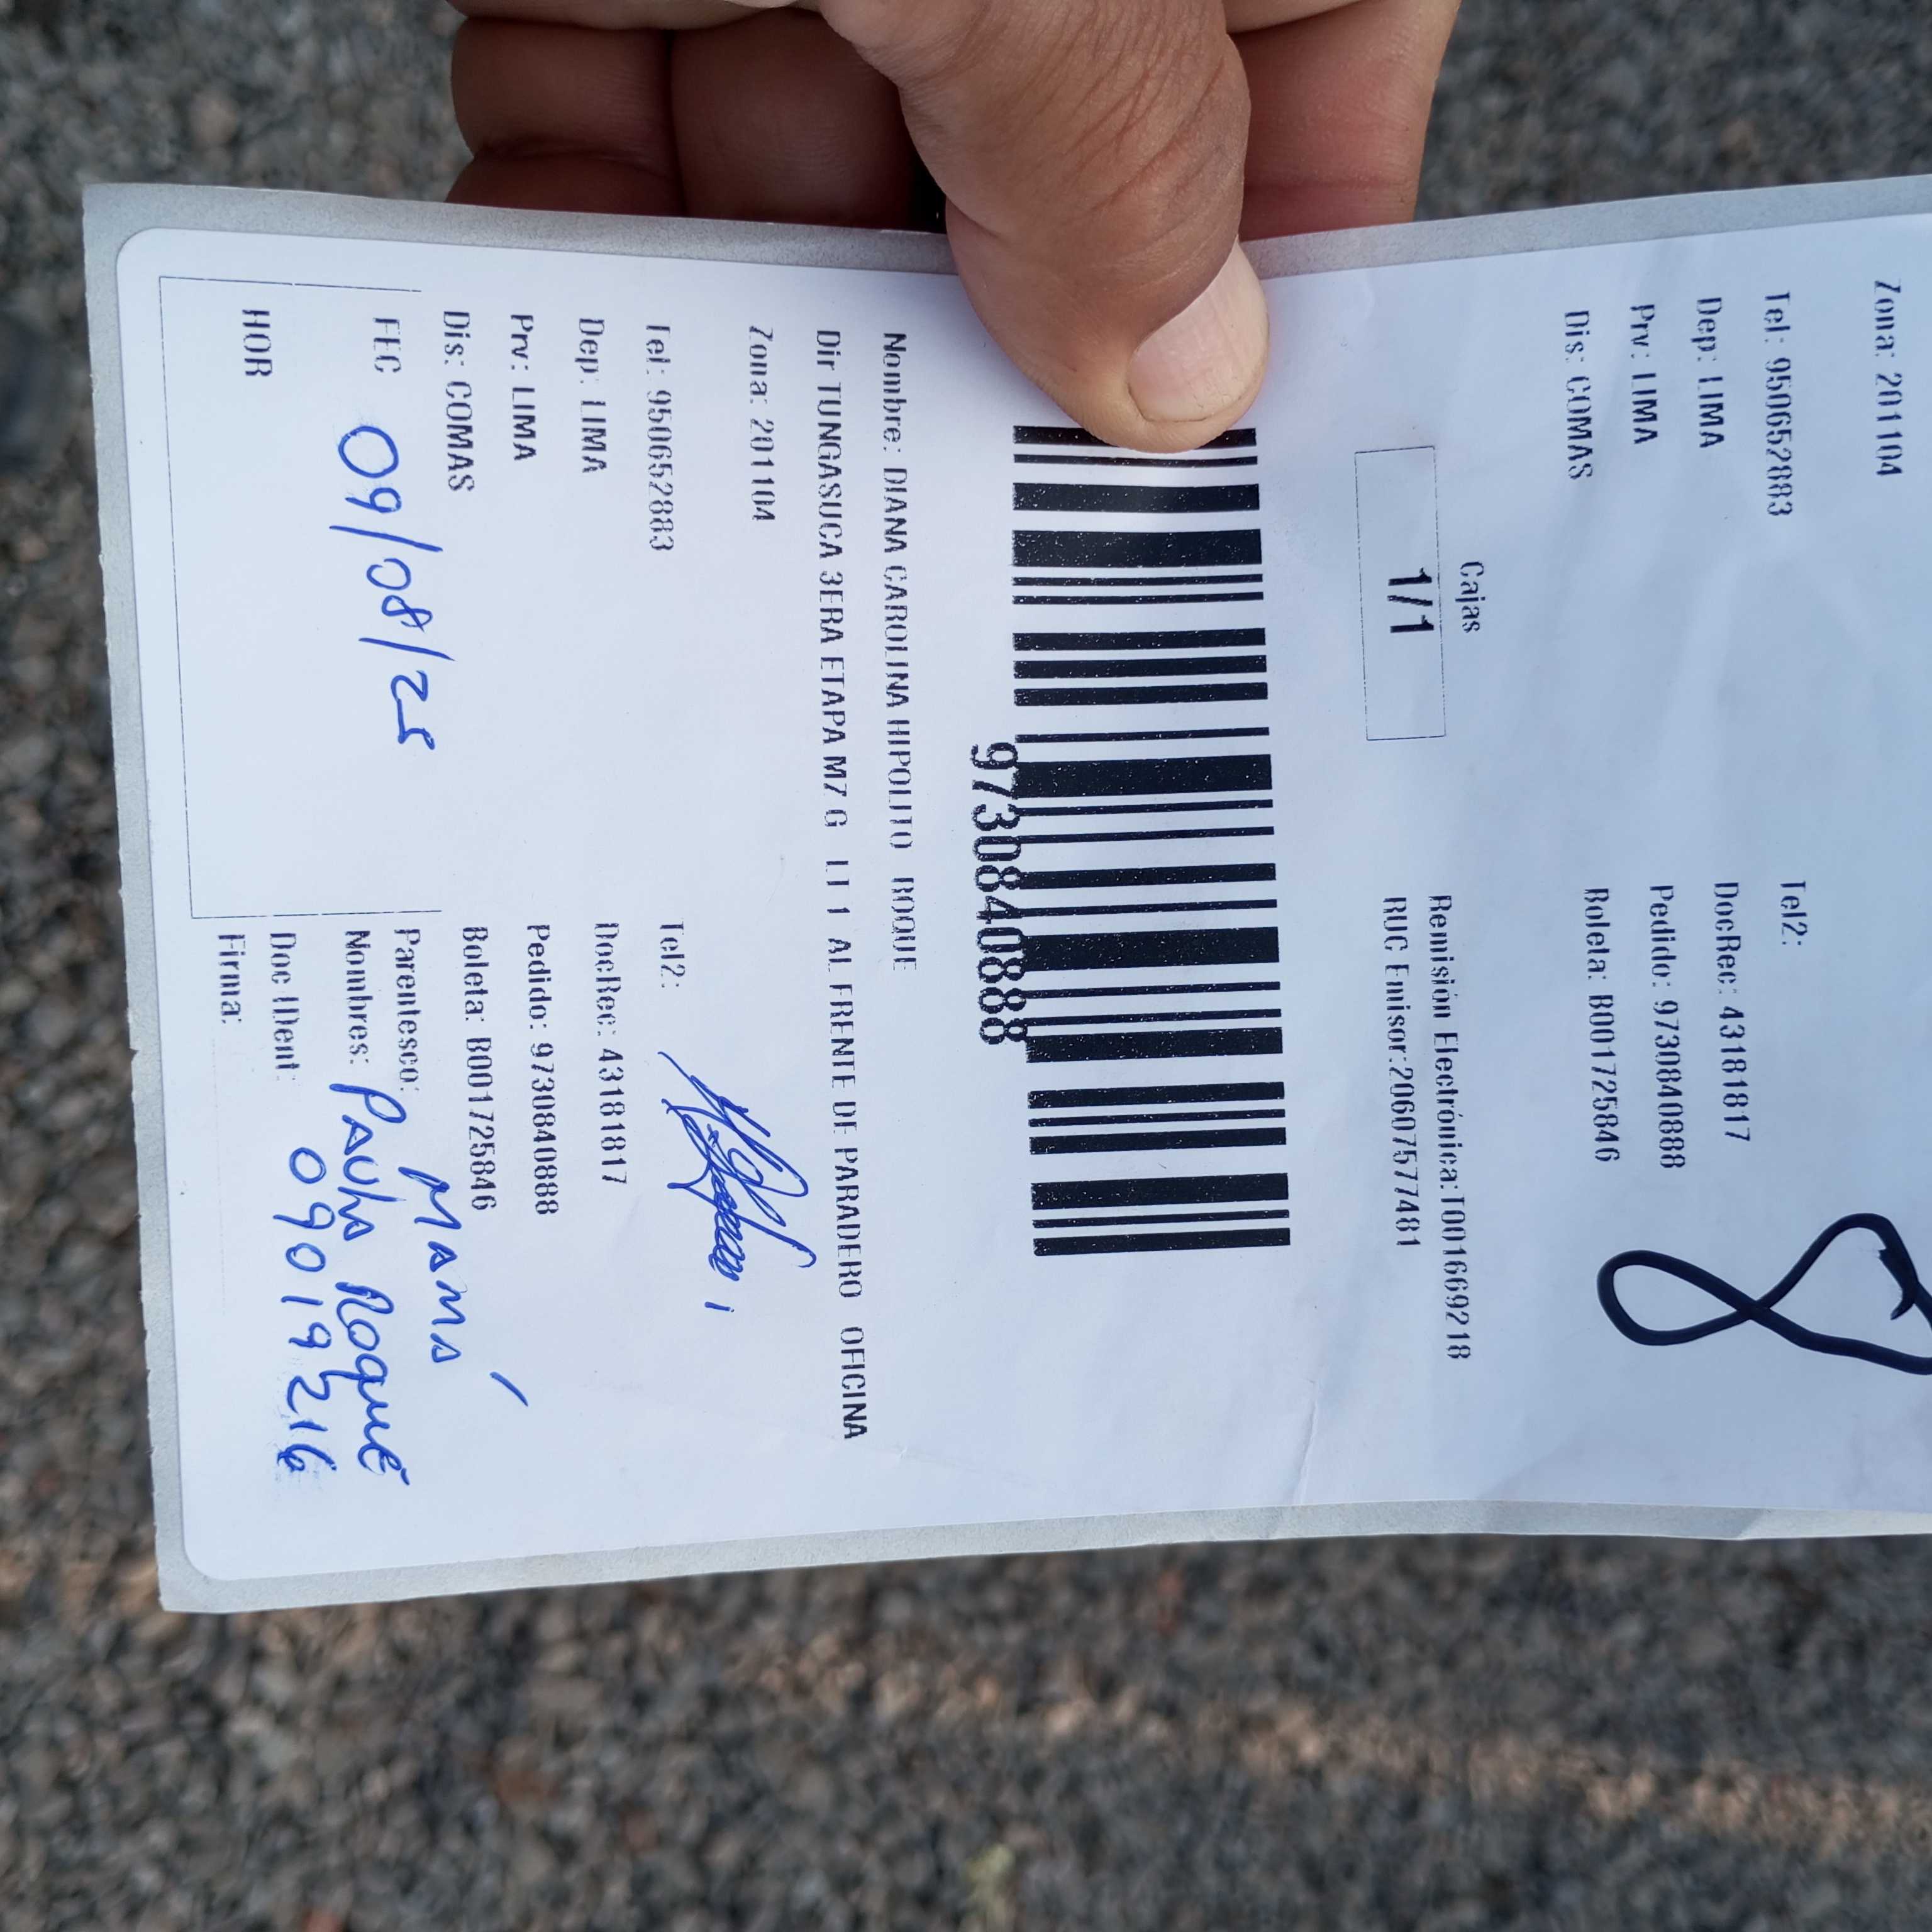 Zona: 201104
Tel: 950652883 Tel2:
Dep: LIMA DocRec: 43181817
Prv: LIMA Pedido: 9730840888
Dis: COMAS Boleta: B001725846
8
Cajas Remisión Electrónica:T001669218
1/1 RUC Emisor:20607577481
9730840888
Nombre: DIANA CAROLINA HIPOLITO ROQUE
Dir TUNGASUCA 3ERA ETAPA MZ G LT 1 AL FRENTE DE PARADERO OFICINA
Zona: 201104
Tel: 950652883 Tel2:
Dep: LIMA DocRec: 43181817
Prv: LIMA Pedido: 9730840888
Dis: COMAS Boleta: B001725846
Parentesco: MAMÁ
FEC 09/08/25 Nombres: PAULA Roque
Doc IDent: 09019216
HOR Firma: